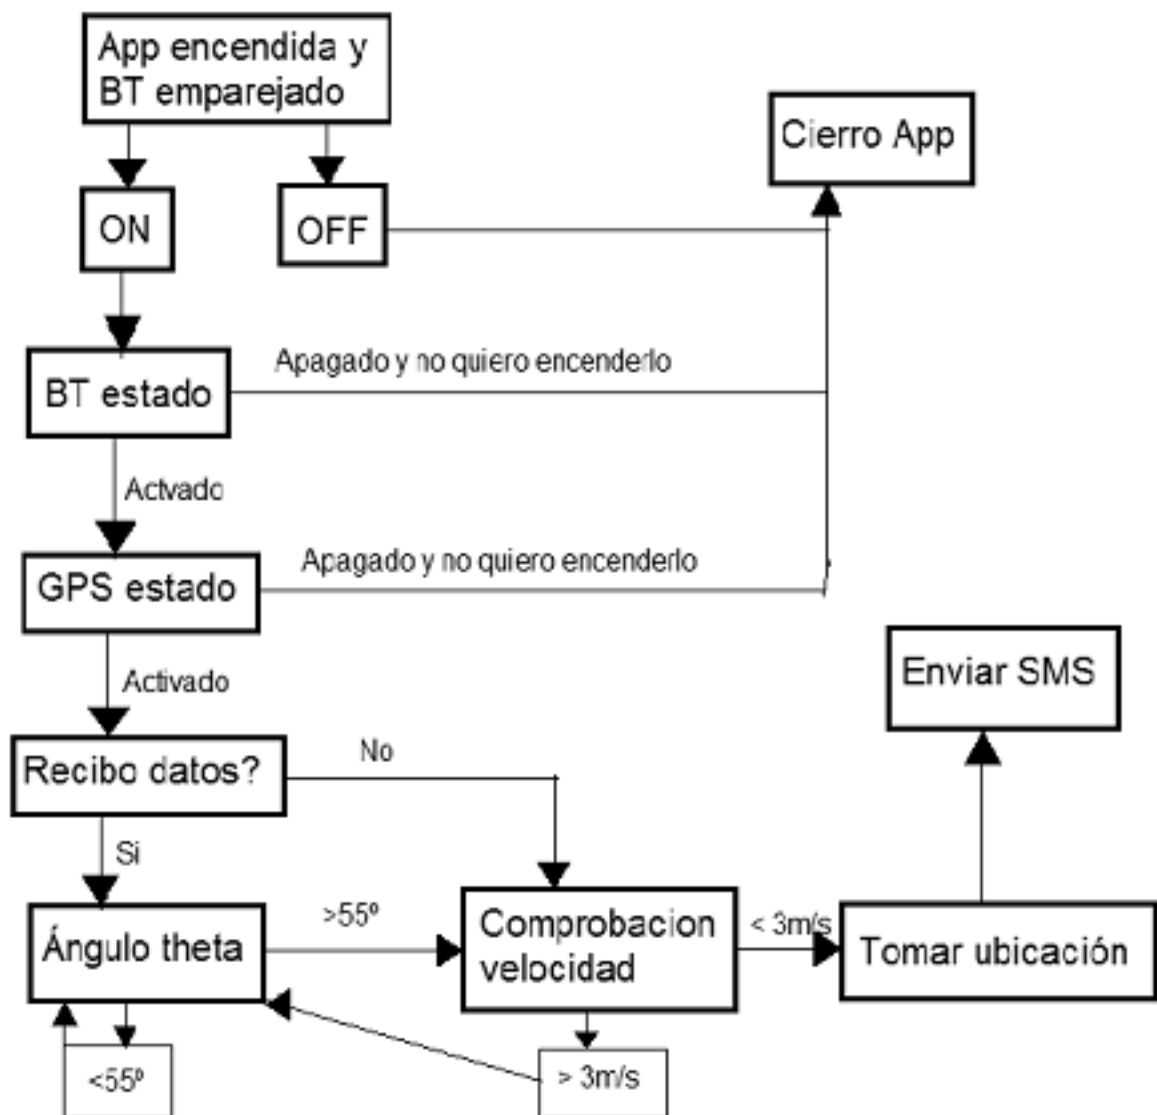 App encendida y
BT emparejado
Cierro App
ON
OFF
Apagado y no quiero encenderlo
BT estado
Actvado
Apagado y no quiero encenderlo
GPS estado
Enviar SMS
Activado
No
Recibo datos?
Si
>55º
Comprobacion
velocidad
< 3m/s
Ángulo theta
Tomar ubicación
<55º
> 3m/s